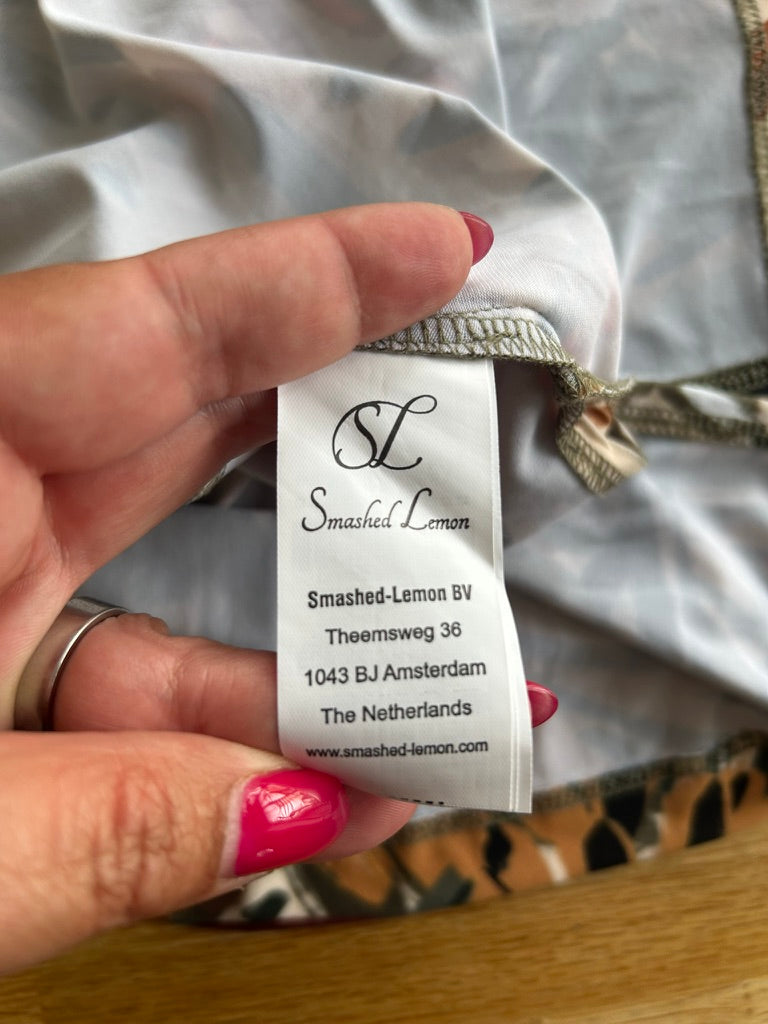 SL
Smashed Lemon
Smashed-Lemon BV
Theemsweg 36
1043 BJ Amsterdam
The Netherlands
www.smashed-lemon.com